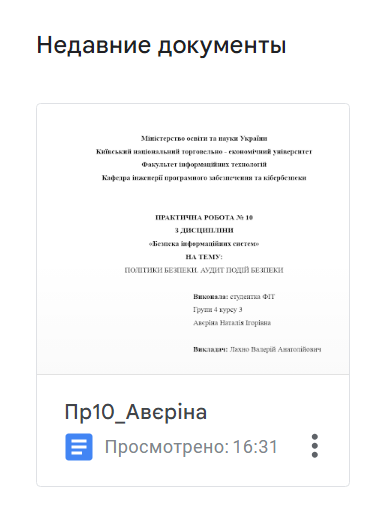 Недавние документы
Міністерство освіти та науки України
Київський національний торговельно - економічний університет
Факультет інформаційних технологій
Кафедра інженерії програмного забезпечення та кібербезпеки
ПРАКТИЧНА РОБОТА № 10
З ДИСЦИПЛІНИ
«Безпека інформаційних систем»
НА ТЕМУ:
ПОЛІТИКИ БЕЗПЕКИ. АУДИТ ПОДІЙ БЕЗПЕКИ
Виконала: студентка ФІТ
Групи 4 курсу 3
Авєріна Наталія Ігорівна
Викладач: Лахно Валерій Анатолійович
Пр10_Авєріна
Просмотрено: 16:31